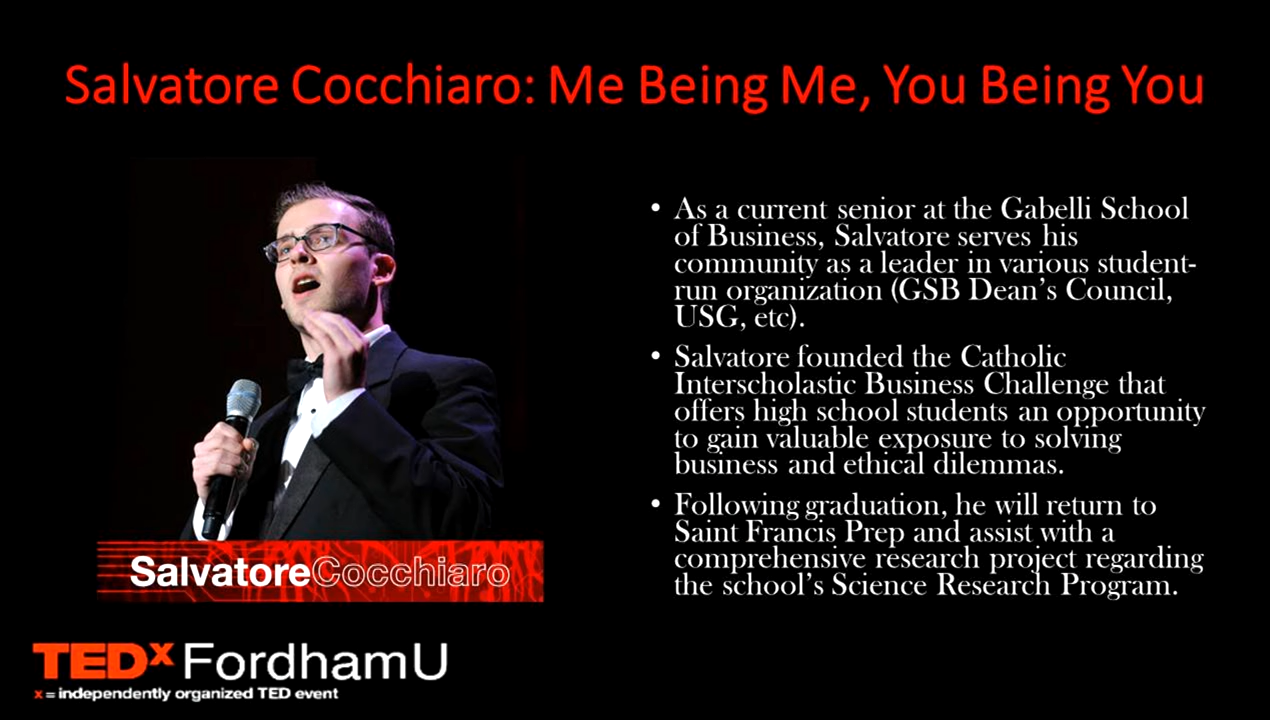 Salvatore Cocchiaro: Me Being Me, You Being You
• As a current senior at the Gabelli School
of Business, Salvatore serves his
community as a leader in various student-
run organization (GSB Dean's Council,
USG, etc).
• Salvatore founded the Catholic
Interscholastic Business Challenge that
offers high school students an opportunity
to gain valuable exposure to solving
business and ethical dilemmas.
• Following graduation, he will return to
Saint Francis Prep and assist with a
comprehensive research project regarding
the school's Science Research Program.
SalvatoreCocchiaro
TEDx FordhamU
x = independently organized TED event